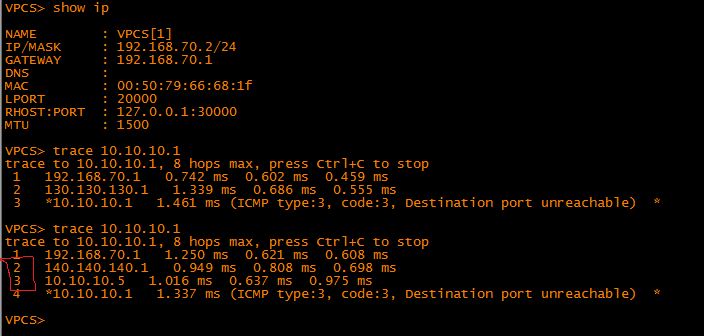 VPCS> show ip
NAME : VPCS[1]
IP/MASK : 192.168.70.2/24
GATEWAY : 192.168.70.1
DNS :
MAC : 00:50:79:66:68:1f
LPORT : 20000
RHOST:PORT : 127.0.0.1:30000
MTU : 1500
VPCS> trace 10.10.10.1
trace to 10.10.10.1, 8 hops max, press Ctrl+C to stop
1 192.168.70.1 0.742 ms 0.602 ms 0.459 ms
2 130.130.130.1 1.339 ms 0.686 ms 0.555 ms
3 *10.10.10.1 1.461 ms (ICMP type:3, code:3, Destination port unreachable) *
VPCS> trace 10.10.10.1
trace to 10.10.10.1, 8 hops max, press Ctrl+C to stop
1 192.168.70.1 1.250 ms 0.621 ms 0.608 ms
2 140.140.140.1 0.949 ms 0.808 ms 0.698 ms
3 10.10.10.5 1.016 ms 0.637 ms 0.975 ms
4 *10.10.10.1 1.337 ms (ICMP type:3, code:3, Destination port unreachable) *
VPCS>